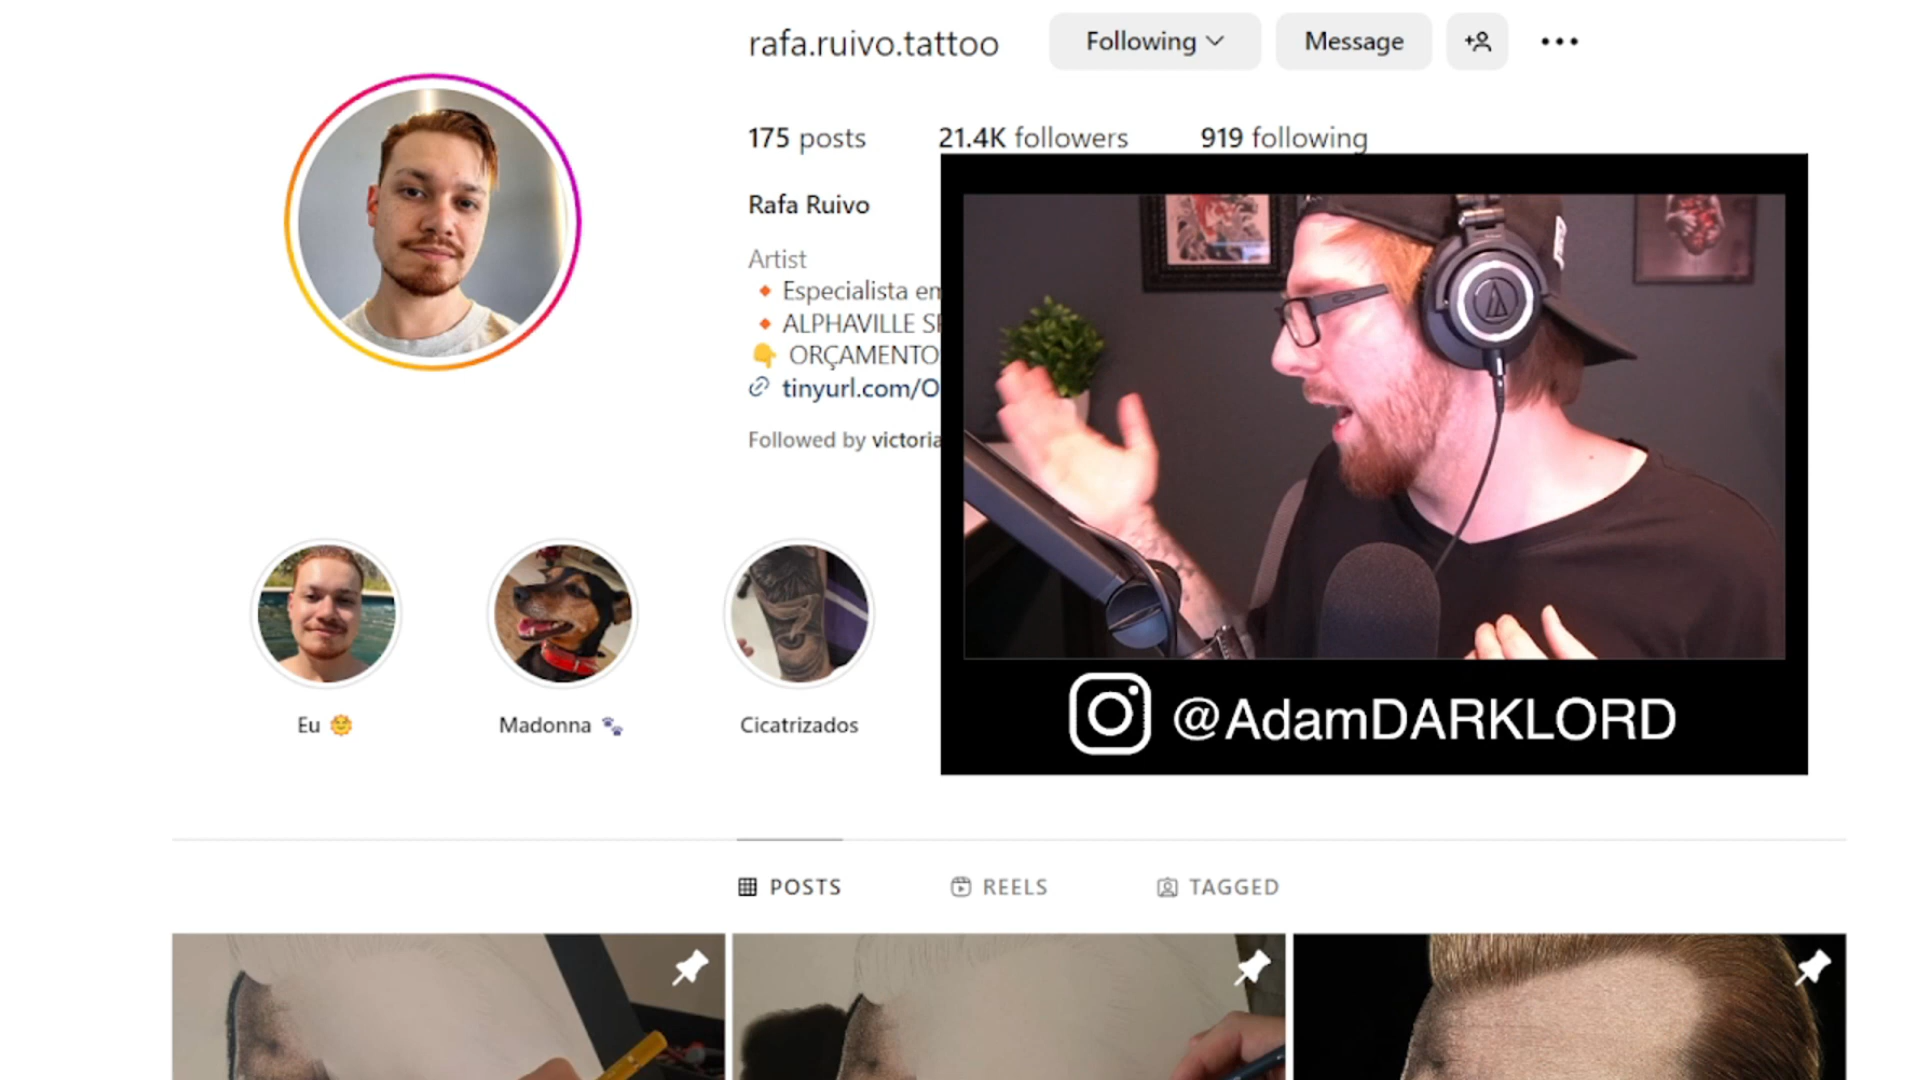 rafa.ruivo.tattoo Following Message
175 posts 21.4K followers 919 following
Rafa Ruivo
Artist
Especialista em
ALPHAVILLE
ORÇAMENTO
tinyurl.com/O
Followed by victoria
Eu Madonna Cicatrizados
@AdamDARKLORD
POSTS REELS TAGGED